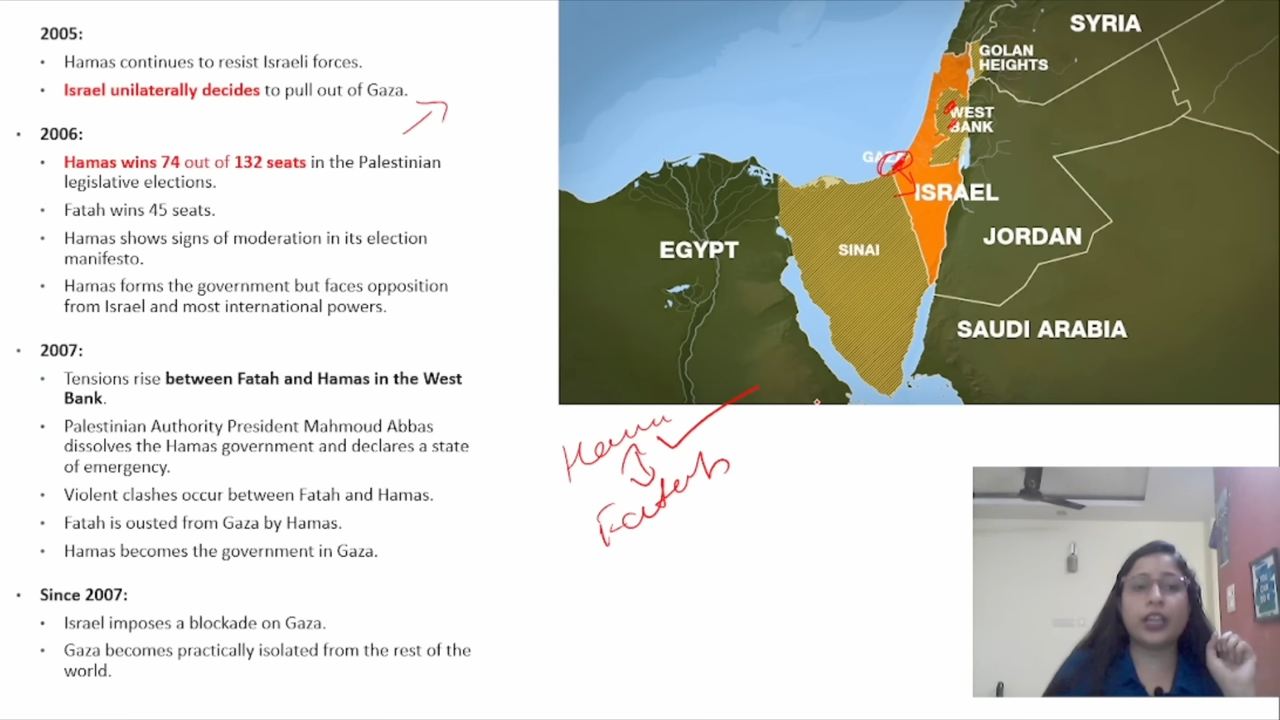 2005:
• Hamas continues to resist Israeli forces.
• Israel unilaterally decides to pull out of Gaza.
• 2006:
• Hamas wins 74 out of 132 seats in the Palestinian
legislative elections.
• Fatah wins 45 seats.
• Hamas shows signs of moderation in its election
manifesto.
• Hamas forms the government but faces opposition
from Israel and most international powers.
• 2007:
• Tensions rise between Fatah and Hamas in the West
Bank.
• Palestinian Authority President Mahmoud Abbas
dissolves the Hamas government and declares a state
of emergency.
• Violent clashes occur between Fatah and Hamas.
• Fatah is ousted from Gaza by Hamas.
• Hamas becomes the government in Gaza.
• Since 2007:
• Israel imposes a blockade on Gaza.
• Gaza becomes practically isolated from the rest of the
world.
SYRIA
GOLAN
HEIGHTS
WEST
BANK
GAZA
ISRAEL
EGYPT
SINAI
JORDAN
SAUDI ARABIA